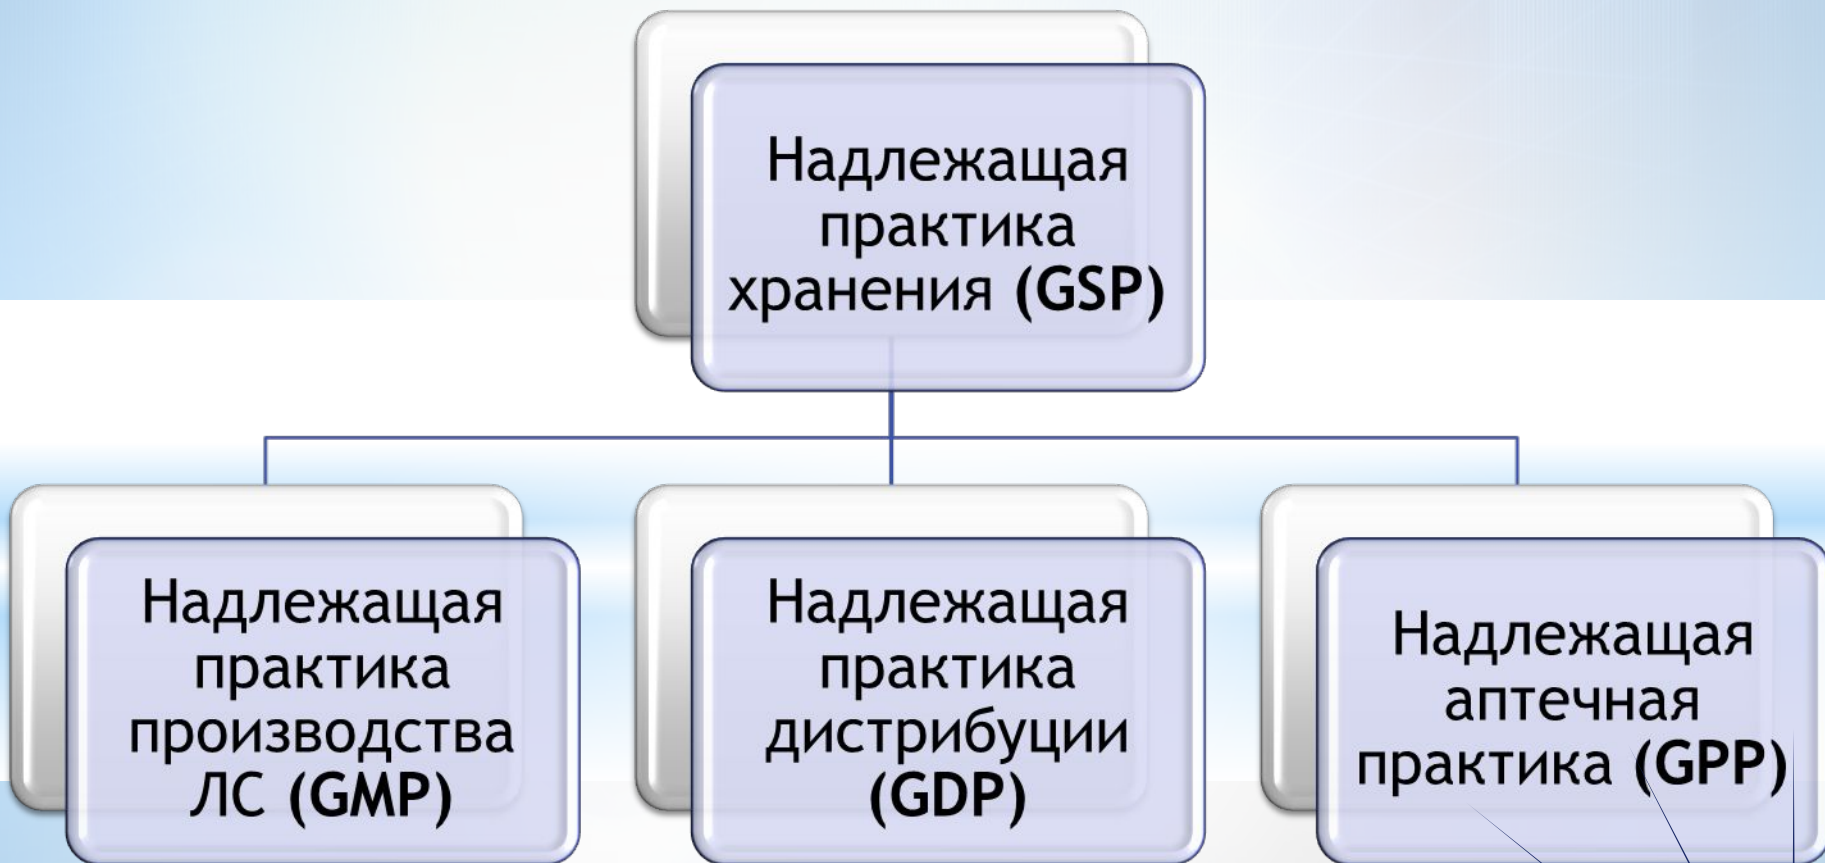 Надлежащая
практика
хранения (GSP)
Надлежащая
практика
производства
ЛС (GMP)
Надлежащая
практика
дистрибуции
(GDP)
Надлежащая
аптечная
практика (GPP)